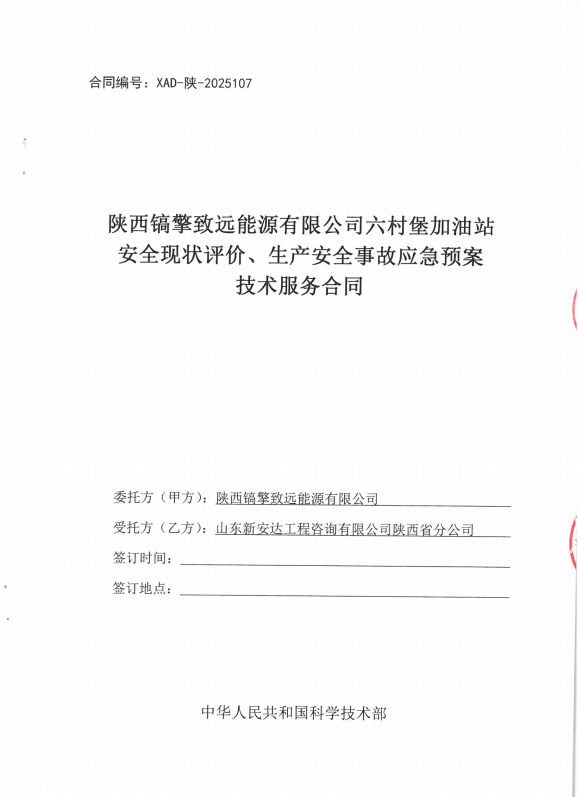 合同编号：XAD-陕-2025107
陕西镐擎致远能源有限公司六村堡加油站
安全现状评价、生产安全事故应急预案
技术服务合同
委托方（甲方）：陕西镐擎致远能源有限公司
受托方（乙方）：山东新安达工程咨询有限公司陕西省分公司
签订时间：
签订地点：
中华人民共和国科学技术部